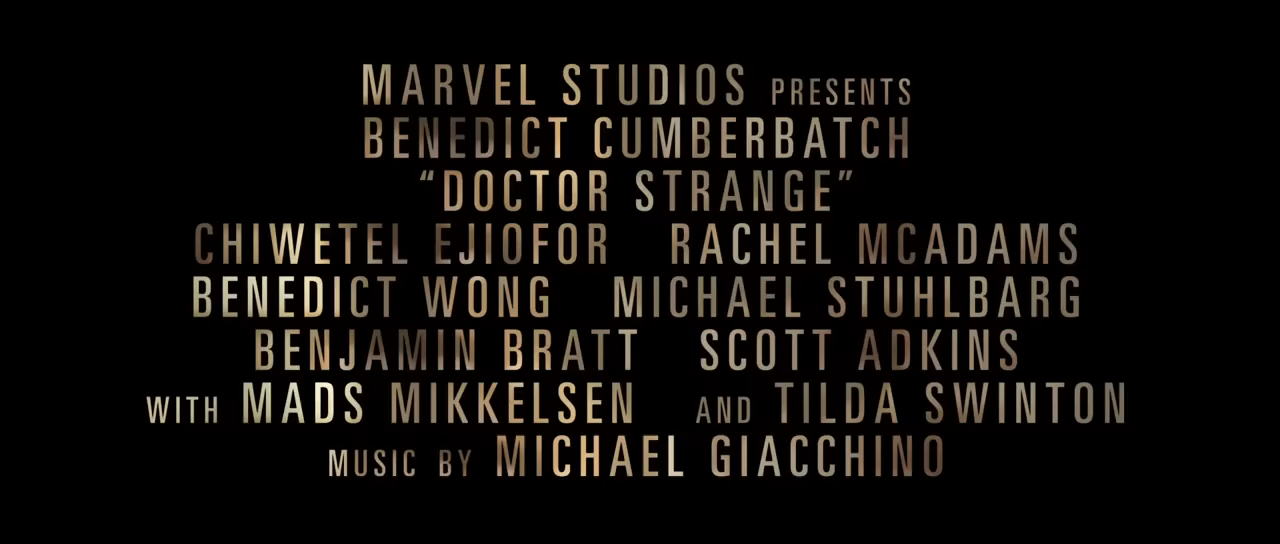 MARVEL STUDIOS PRESENTS
BENEDICT CUMBERBATCH
“DOCTOR STRANGE”
CHIWETEL EJIOFOR RACHEL MCADAMS
BENEDICT WONG MICHAEL STUHLBARG
BENJAMIN BRATT SCOTT ADKINS
WITH MADS MIKKELSEN AND TILDA SWINTON
MUSIC BY MICHAEL GIACCHINO